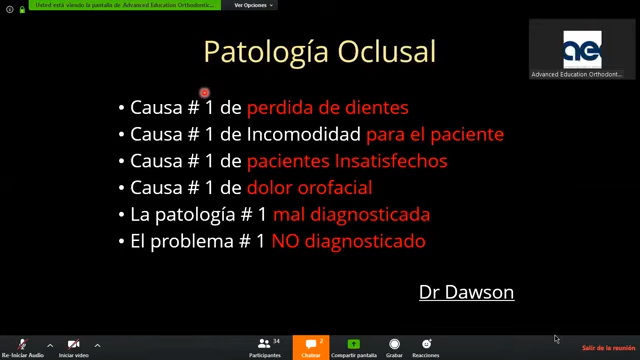 Usted está viendo la pantalla de Advanced Education Orthodontic...
Ver Opciones
Patología Oclusal
ae
Advanced Education Orthodont...
• Causa # 1 de perdida de dientes
• Causa # 1 de Incomodidad para el paciente
• Causa # 1 de pacientes Insatisfechos
• Causa # 1 de dolor orofacial
• La patología # 1 mal diagnosticada
• El problema # 1 NO diagnosticado
Dr Dawson
Re-Iniciar Audio
Iniciar video
34
Participantes
2
Chatear
Compartir pantalla
Grabar
Reacciones
Salir de la reunión